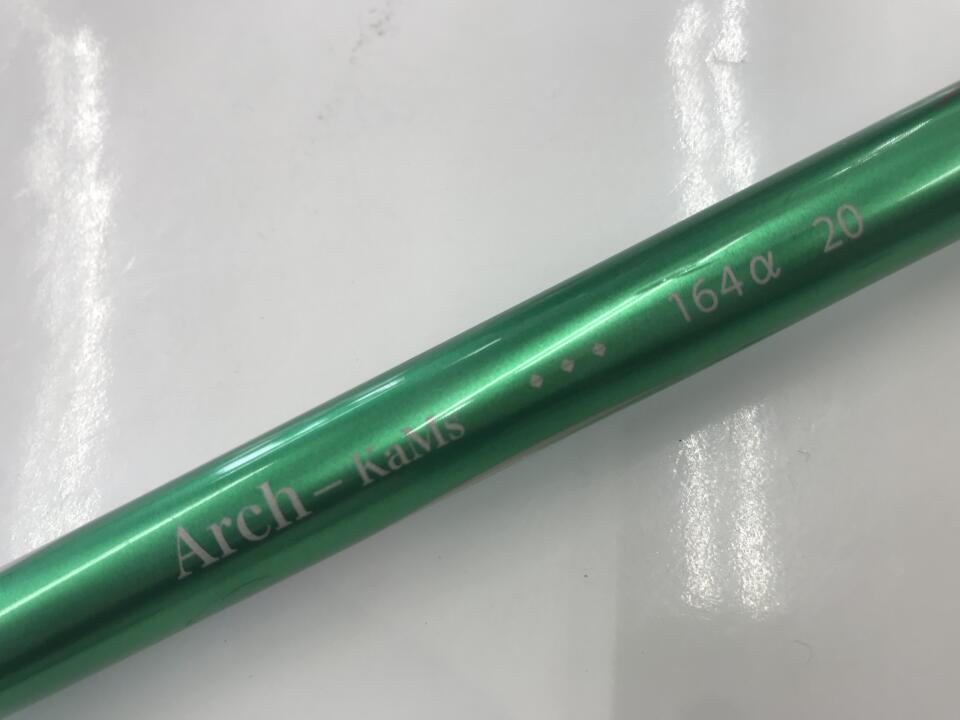 Arch – KaMs ◆ ◆ ◆ 164α 20